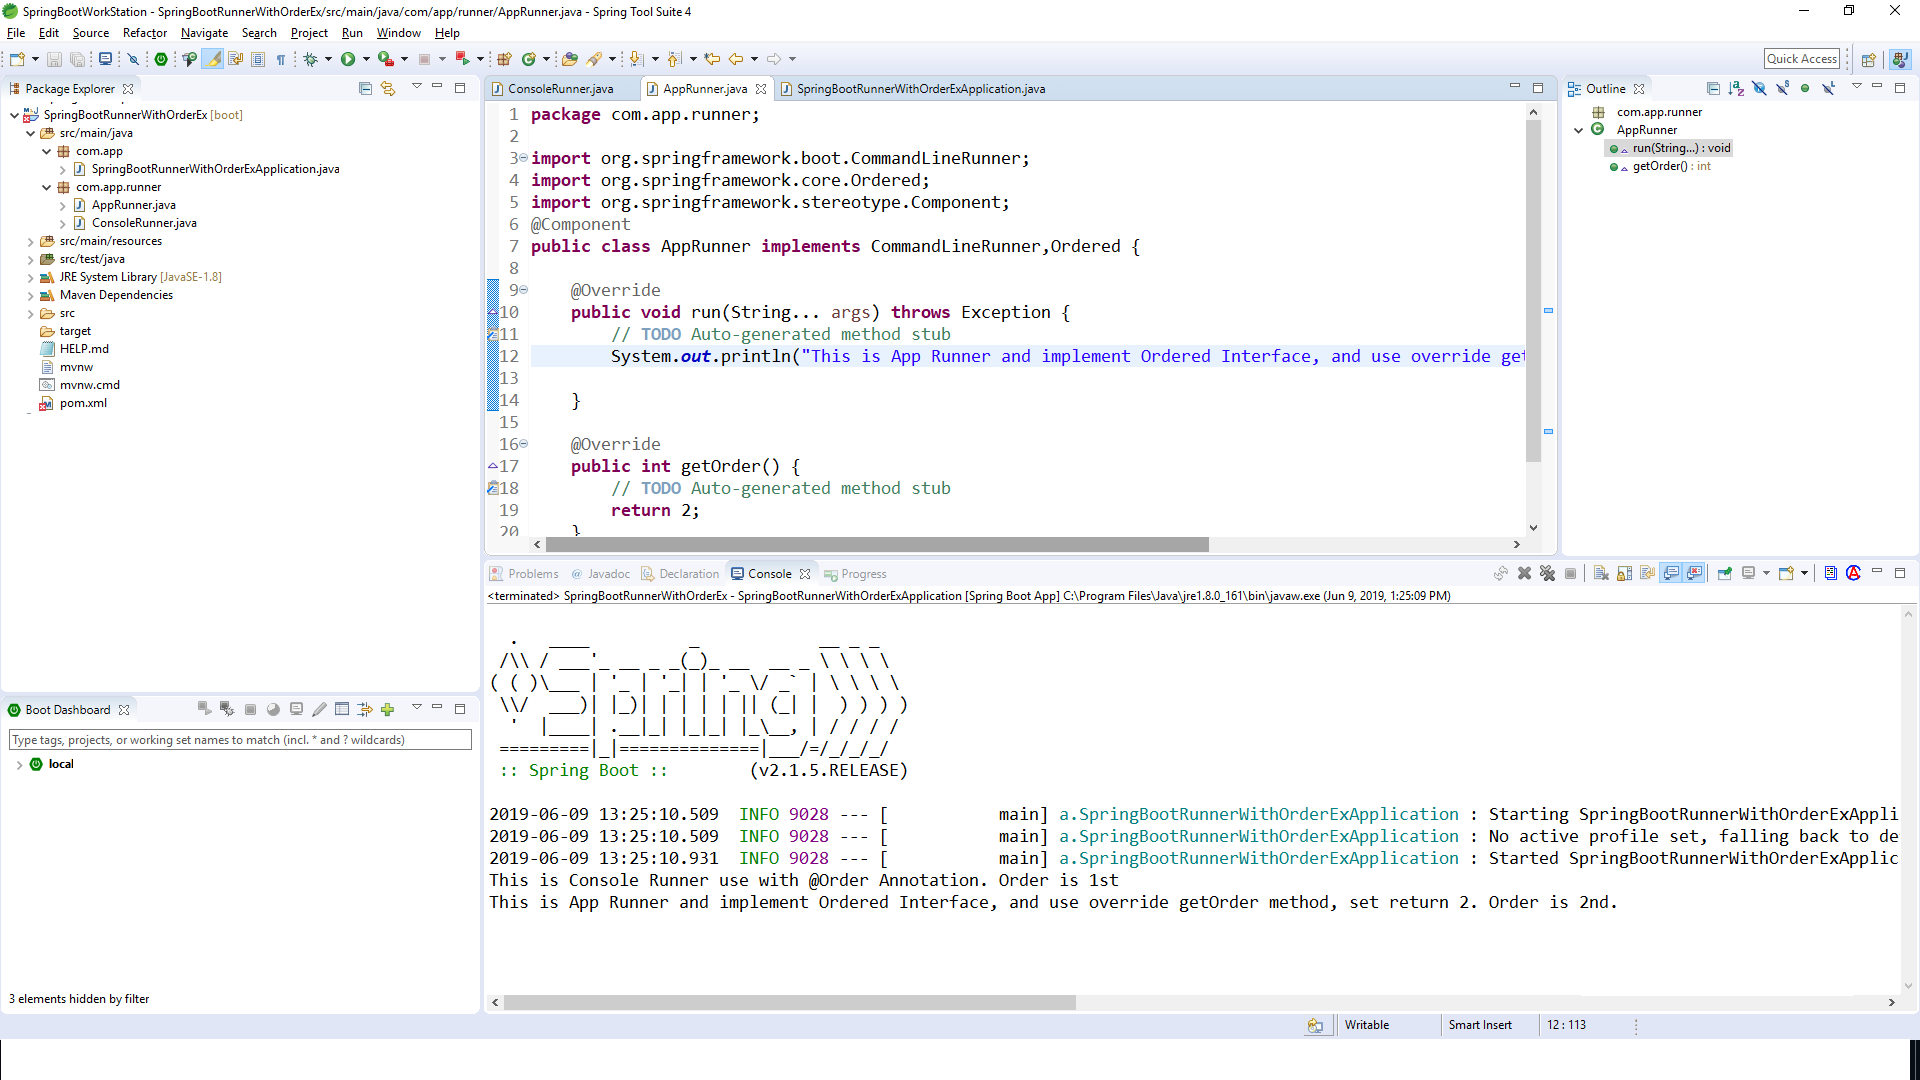 SpringBootWorkStation - SpringBootRunnerWithOrderEx/src/main/java/com/app/runner/AppRunner.java - Spring Tool Suite 4
File Edit Source Refactor Navigate Search Project Run Window Help
Quick Access
Package Explorer
SpringBootRunnerWithOrderEx [boot]
src/main/java
com.app
SpringBootRunnerWithOrderExApplication.java
com.app.runner
AppRunner.java
ConsoleRunner.java
src/main/resources
src/test/java
JRE System Library [JavaSE-1.8]
Maven Dependencies
src
target
HELP.md
mvnw
mvnw.cmd
pom.xml
Boot Dashboard
Type tags, projects, or working set names to match (incl. * and ? wildcards)
local
3 elements hidden by filter
ConsoleRunner.java AppRunner.java SpringBootRunnerWithOrderExApplication.java
1 package com.app.runner;
2
3 import org.springframework.boot.CommandLineRunner;
4 import org.springframework.core.Ordered;
5 import org.springframework.stereotype.Component;
6 @Component
7 public class AppRunner implements CommandLineRunner,Ordered {
8
9 @Override
10 public void run(String... args) throws Exception {
11 // TODO Auto-generated method stub
12 System.out.println("This is App Runner and implement Ordered Interface, and use override get
13
14 }
15
16 @Override
17 public int getOrder() {
18 // TODO Auto-generated method stub
19 return 2;
20 }
Outline
com.app.runner
AppRunner
run(String...) : void
getOrder() : int
Problems @ Javadoc Declaration Console Progress
<terminated> SpringBootRunnerWithOrderEx - SpringBootRunnerWithOrderExApplication [Spring Boot App] C:\Program Files\Java\jre1.8.0_161\bin\javaw.exe (Jun 9, 2019, 1:25:09 PM)
  .   ____          _            __ _ _
 /\\ / ___'_ __ _ _(_)_ __  __ _ \ \ \ \
( ( )\___ | '_ | '_| | '_ \/ _` | \ \ \ \
 \\/  ___)| |_)| | | | | || (_| |  ) ) ) )
  '  |____| .__|_| |_|_| |_\__, | / / / /
 =========|_|==============|___/=/_/_/_/
 :: Spring Boot ::        (v2.1.5.RELEASE)
2019-06-09 13:25:10.509 INFO 9028 --- [ main] a.SpringBootRunnerWithOrderExApplication : Starting SpringBootRunnerWithOrderExAppli
2019-06-09 13:25:10.509 INFO 9028 --- [ main] a.SpringBootRunnerWithOrderExApplication : No active profile set, falling back to de
2019-06-09 13:25:10.931 INFO 9028 --- [ main] a.SpringBootRunnerWithOrderExApplication : Started SpringBootRunnerWithOrderExApplic
This is Console Runner use with @Order Annotation. Order is 1st
This is App Runner and implement Ordered Interface, and use override getOrder method, set return 2. Order is 2nd.
Writable Smart Insert 12 : 113